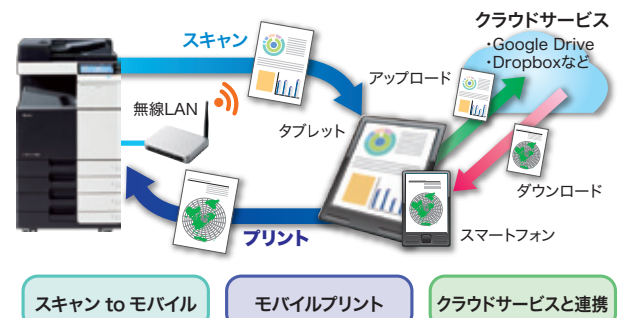 クラウドサービス
・Google Drive
・Dropboxなど
スキャン
アップロード
無線LAN
タブレット
ダウンロード
スマートフォン
プリント
スキャン to モバイル
モバイルプリント
クラウドサービスと連携